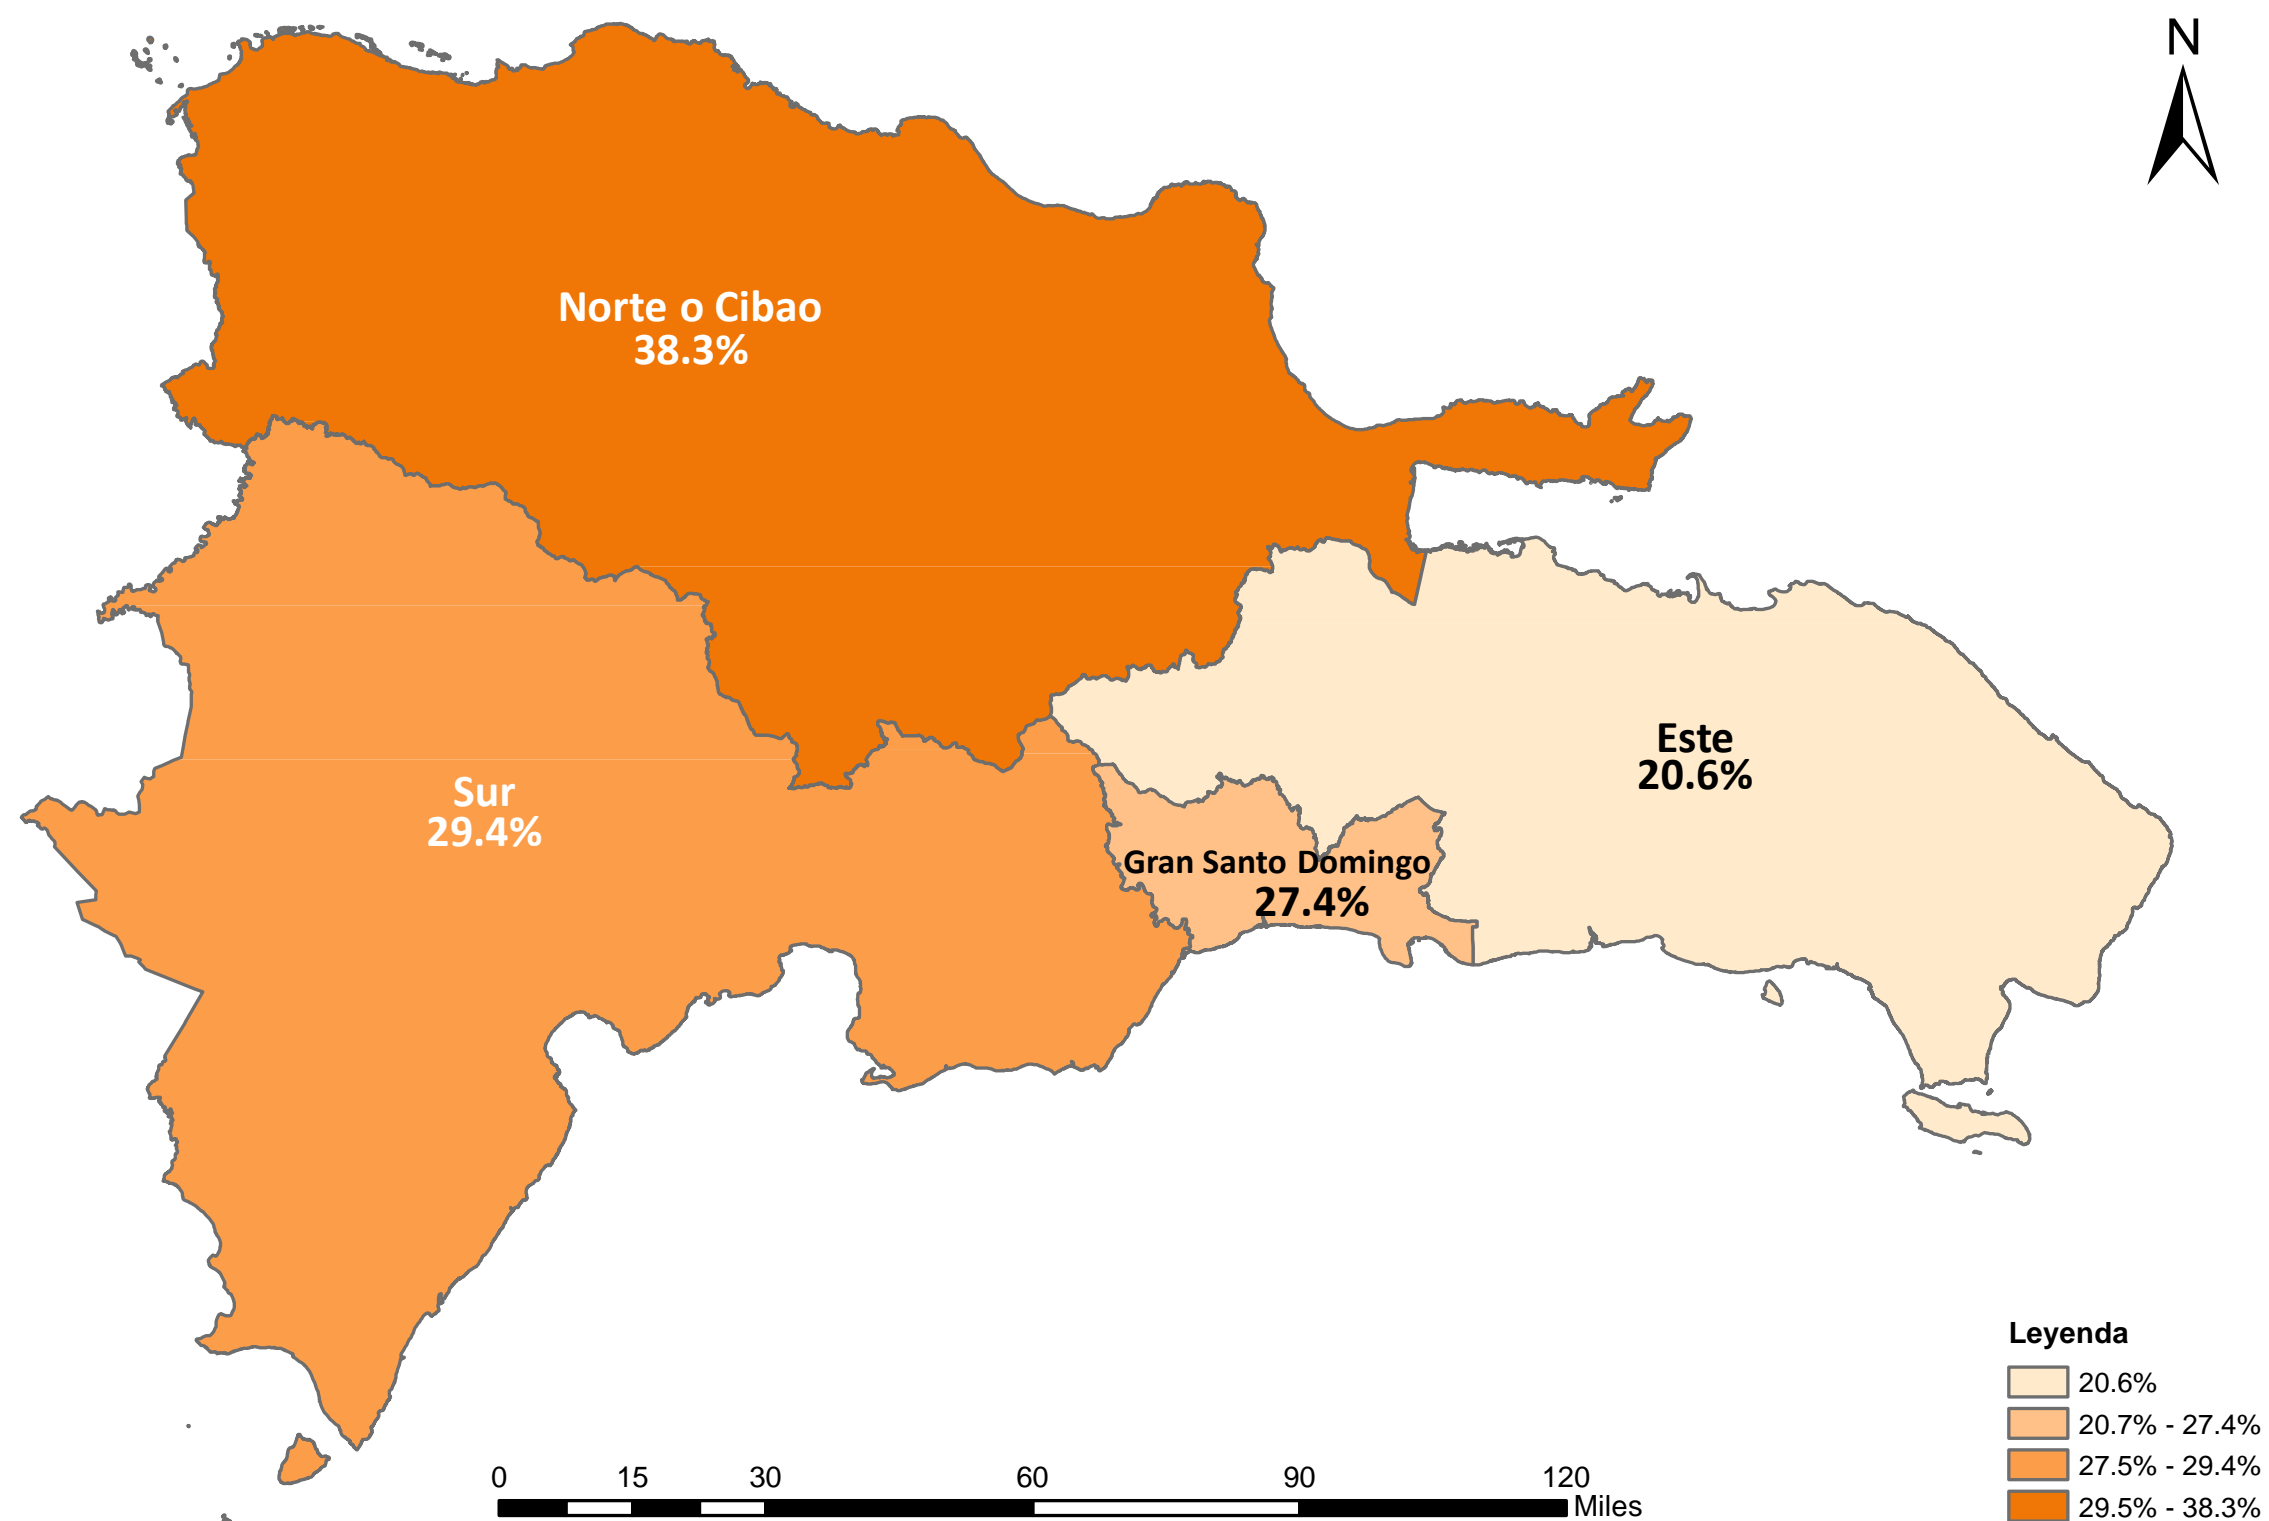 N
Norte o Cibao
38.3%
Este
20.6%
Sur
29.4%
Gran Santo Domingo
27.4%
Leyenda
20.6%
20.7% - 27.4%
27.5% - 29.4%
29.5% - 38.3%
0 15 30 60 90 120
Miles